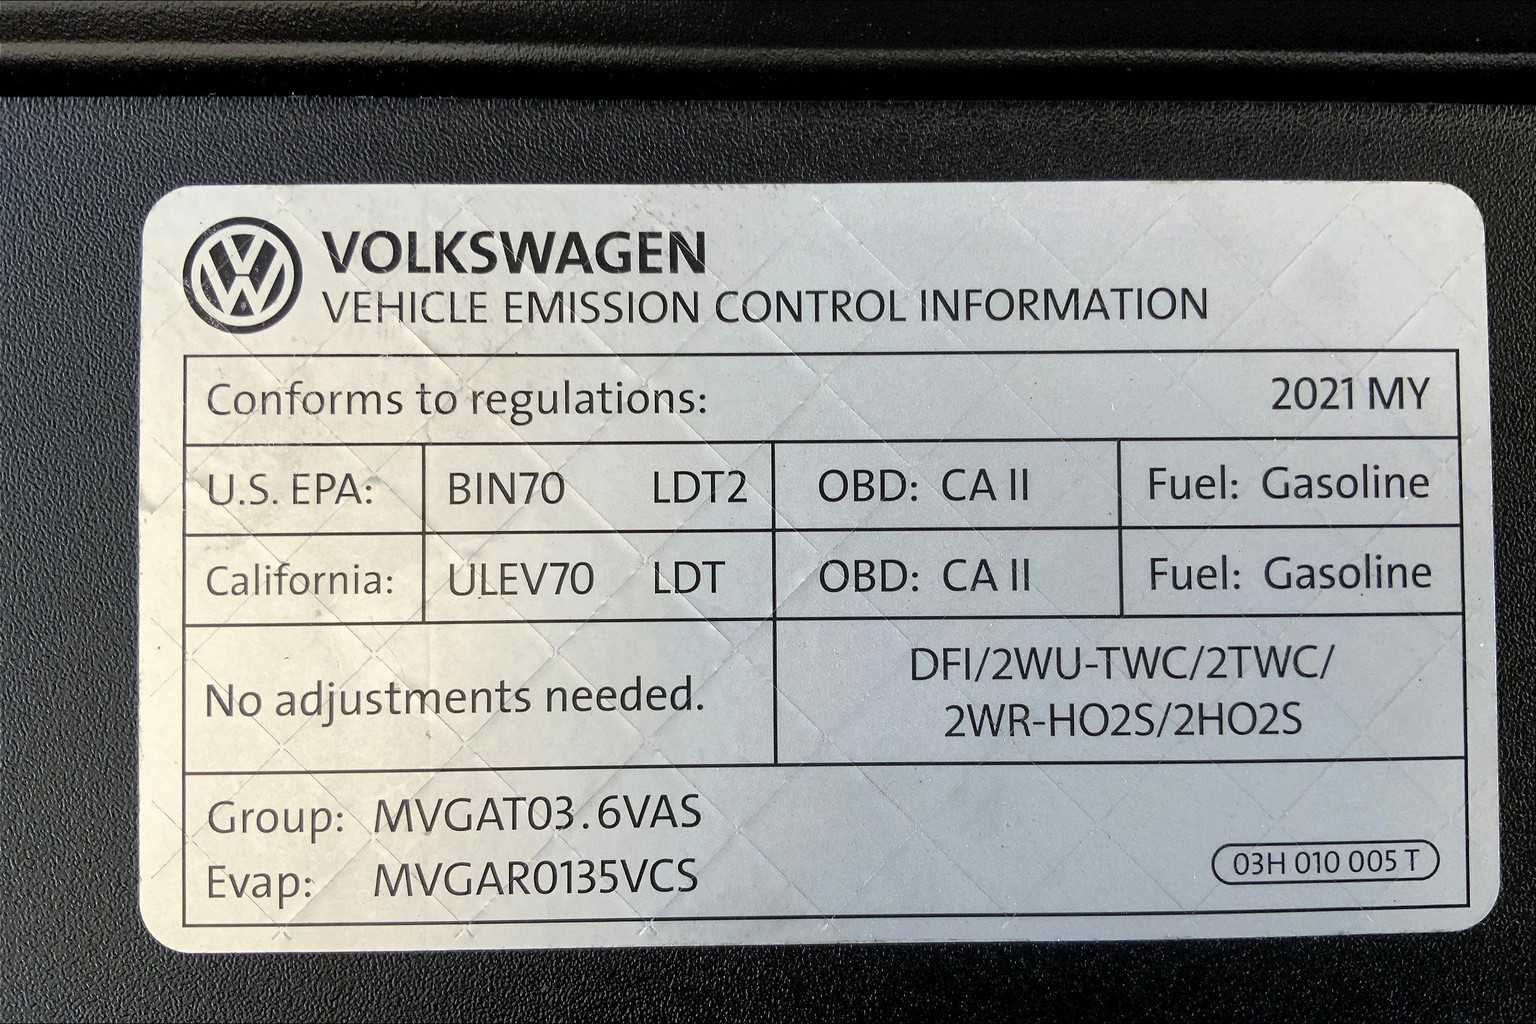 VOLKSWAGEN
VEHICLE EMISSION CONTROL INFORMATION
Conforms to regulations: 2021 MY
U.S. EPA: BIN70 LDT2 OBD: CA II Fuel: Gasoline
California: ULEV70 LDT OBD: CA II Fuel: Gasoline
No adjustments needed.
DFI/2WU-TWC/2TWC/
2WR-HO2S/2HO2S
Group: MVGAT03.6VAS
Evap: MVGAR0135VCS
03H 010 005 T